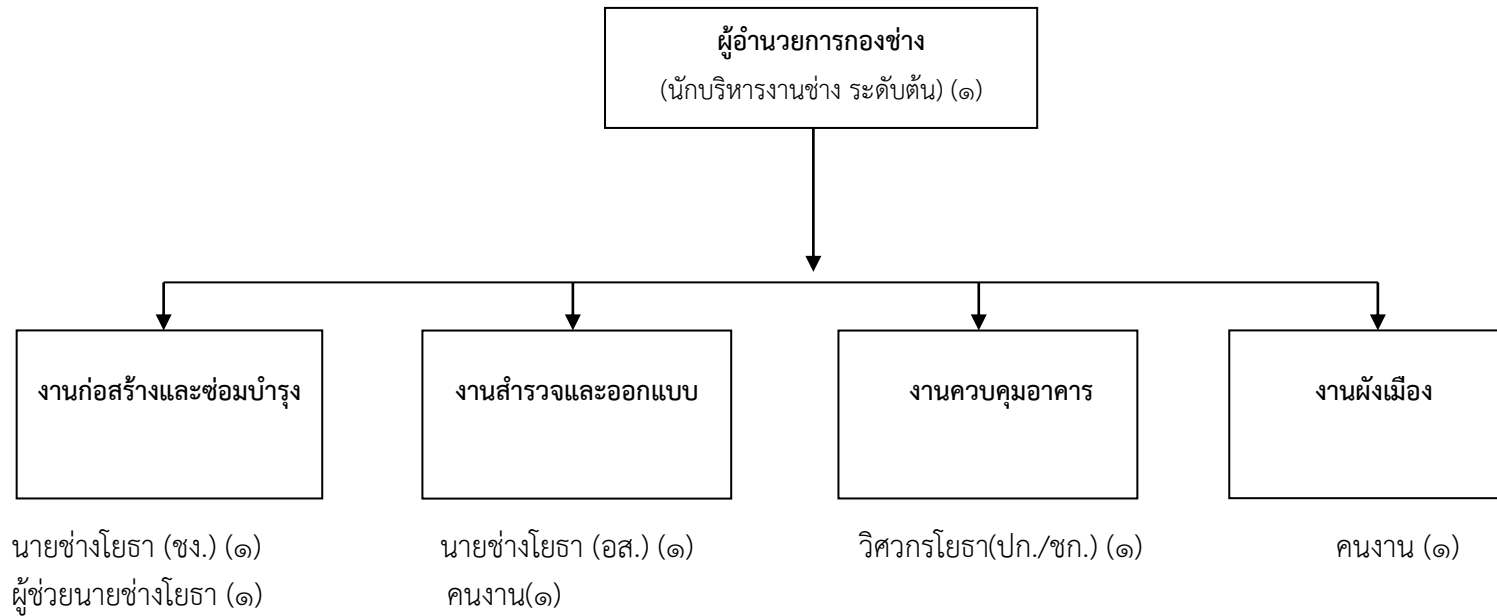 ผู้อำนวยการกองช่าง
(นักบริหารงานช่าง ระดับต้น) (๑)
งานก่อสร้างและซ่อมบำรุง
งานสำรวจและออกแบบ
งานควบคุมอาคาร
งานผังเมือง
นายช่างโยธา (ชง.) (๑)
ผู้ช่วยนายช่างโยธา (๑)
นายช่างโยธา (อส.) (๑)
คนงาน(๑)
วิศวกรโยธา(ปก./ชก.) (๑)
คนงาน (๑)